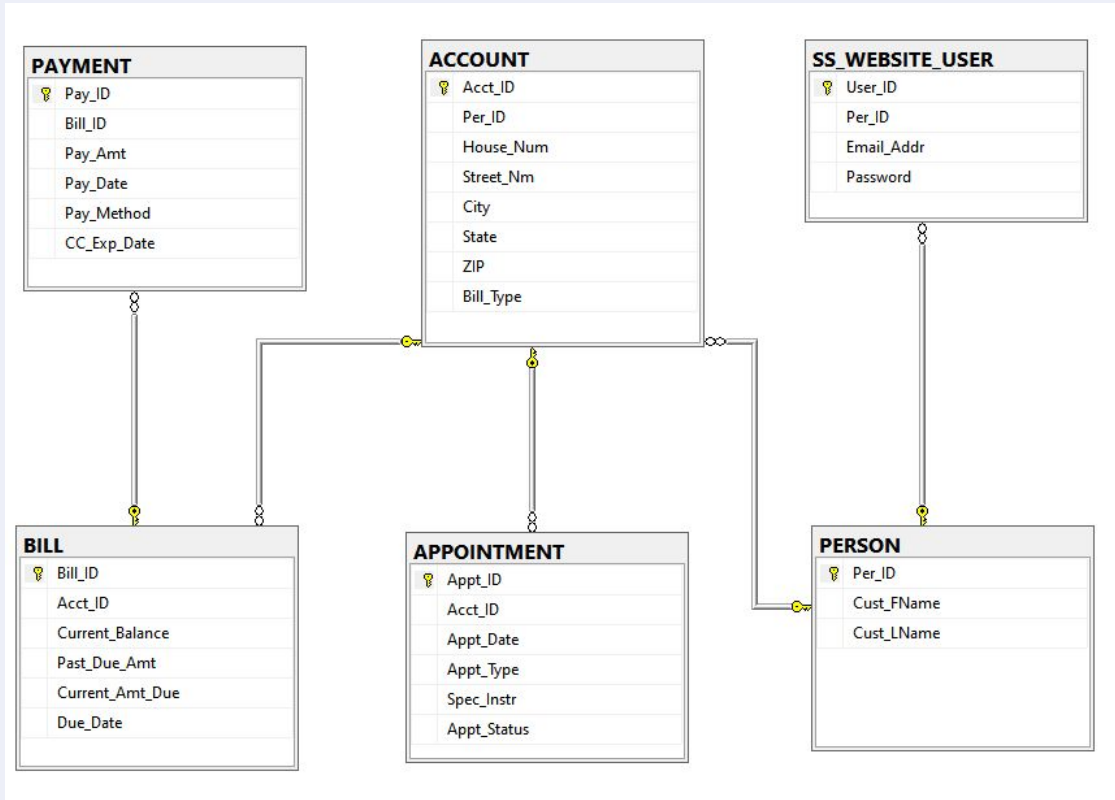 PAYMENT
Pay_ID
Bill_ID
Pay_Amt
Pay_Date
Pay_Method
CC_Exp_Date
ACCOUNT
Acct_ID
Per_ID
House_Num
Street_Nm
City
State
ZIP
Bill_Type
SS_WEBSITE_USER
User_ID
Per_ID
Email_Addr
Password
BILL
Bill_ID
Acct_ID
Current_Balance
Past_Due_Amt
Current_Amt_Due
Due_Date
APPOINTMENT
Appt_ID
Acct_ID
Appt_Date
Appt_Type
Spec_Instr
Appt_Status
PERSON
Per_ID
Cust_FName
Cust_LName